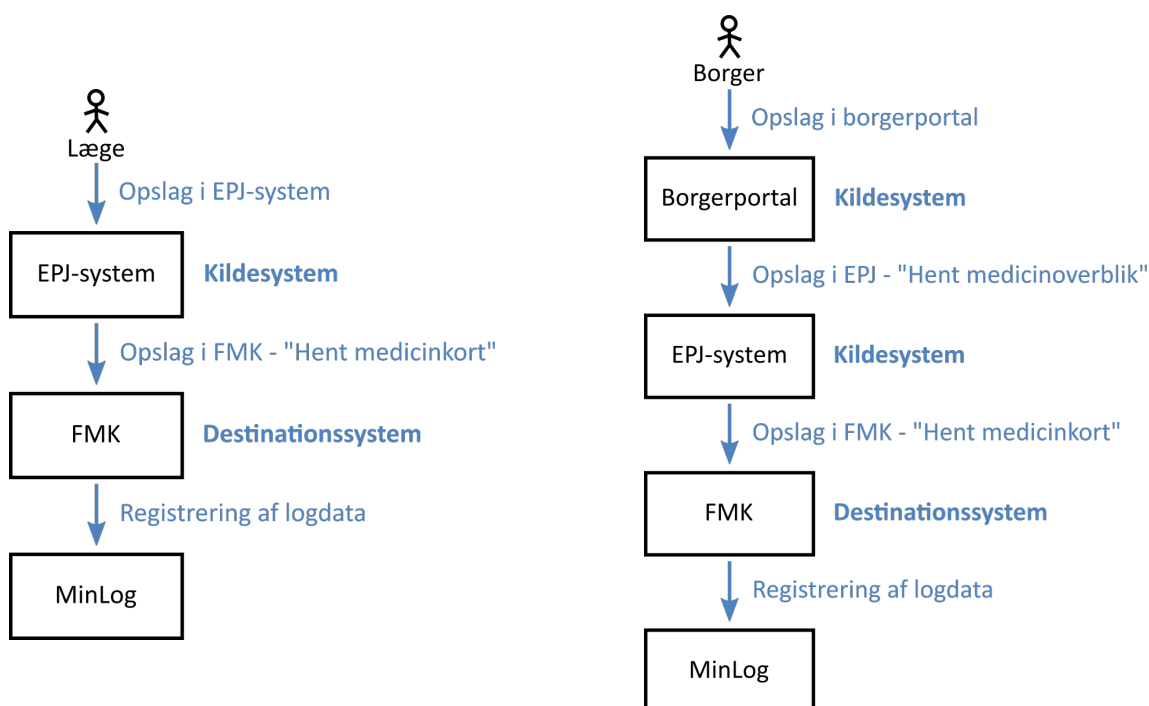 Læge
Opslag i EPJ-system
EPJ-system
Kildesystem
Opslag i FMK - "Hent medicinkort"
FMK
Destinationssystem
Registrering af logdata
MinLog
Borger
Opslag i borgerportal
Borgerportal
Kildesystem
Opslag i EPJ - "Hent medicinoverblik"
EPJ-system
Kildesystem
Opslag i FMK - "Hent medicinkort"
FMK
Destinationssystem
Registrering af logdata
MinLog